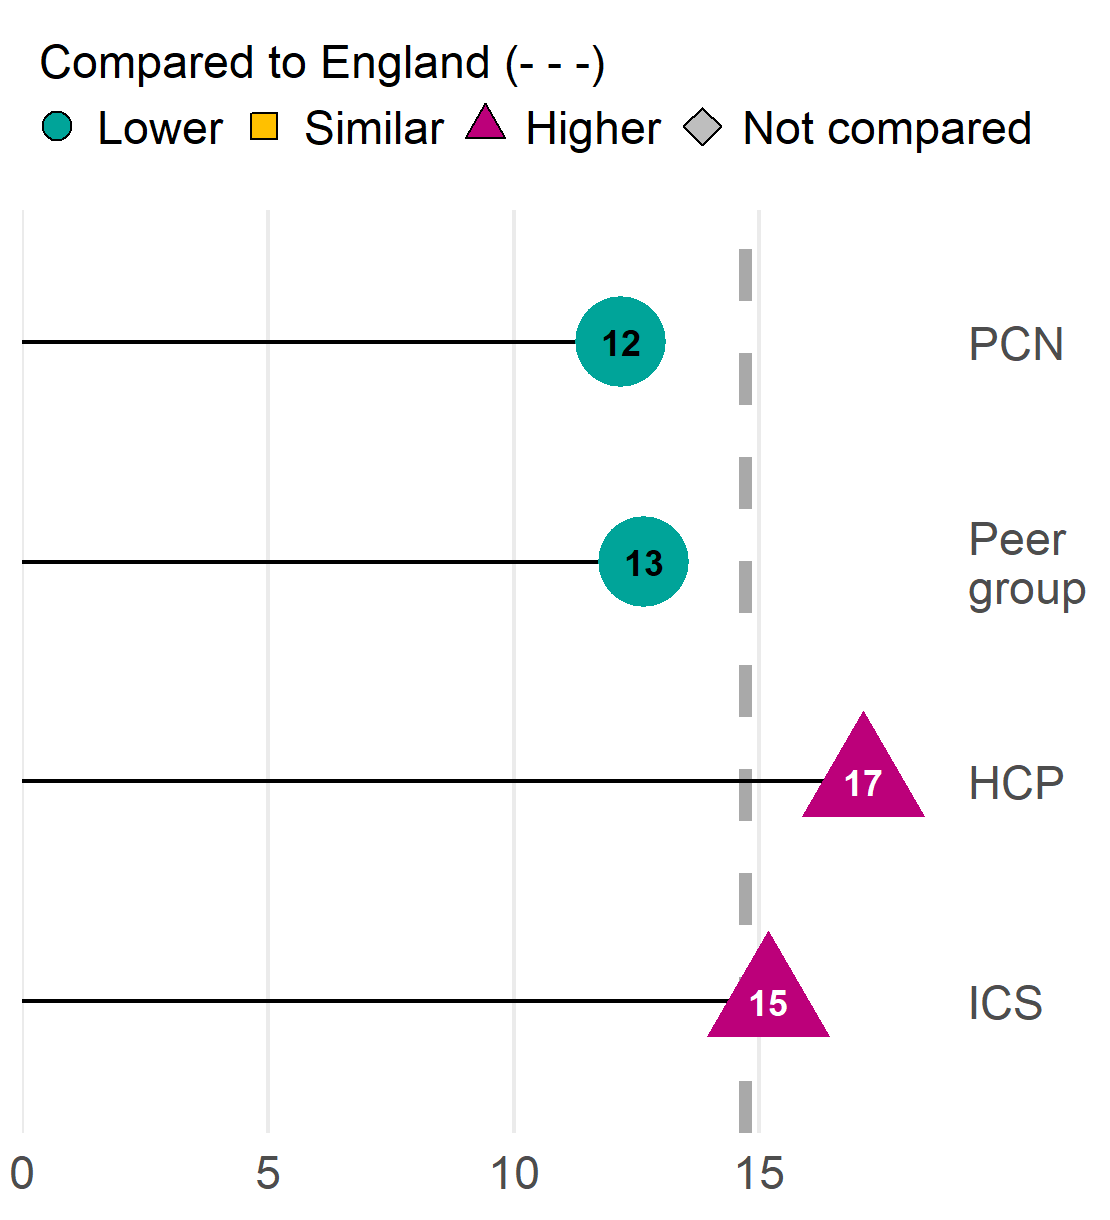 Compared to England (- - -)
Lower Similar Higher Not compared
12 PCN
13 Peer
group
17 HCP
15 ICS
0 5 10 15